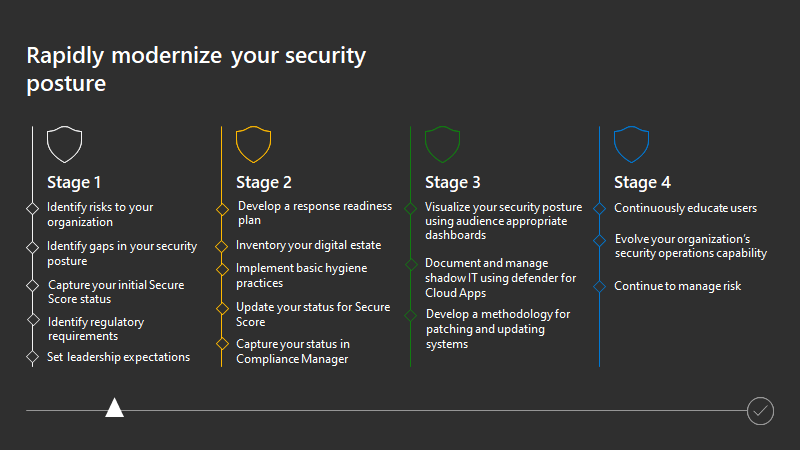 Rapidly modernize your security
posture
Stage 1
Identify risks to your
organization
Identify gaps in your security
posture
Capture your initial Secure
Score status
Identify regulatory
requirements
Set leadership expectations
Stage 2
Develop a response readiness
plan
Inventory your digital estate
Implement basic hygiene
practices
Update your status for Secure
Score
Capture your status in
Compliance Manager
Stage 3
Visualize your security posture
using audience appropriate
dashboards
Document and manage
shadow IT using defender for
Cloud Apps
Develop a methodology for
patching and updating
systems
Stage 4
Continuously educate users
Evolve your organization’s
security operations capability
Continue to manage risk